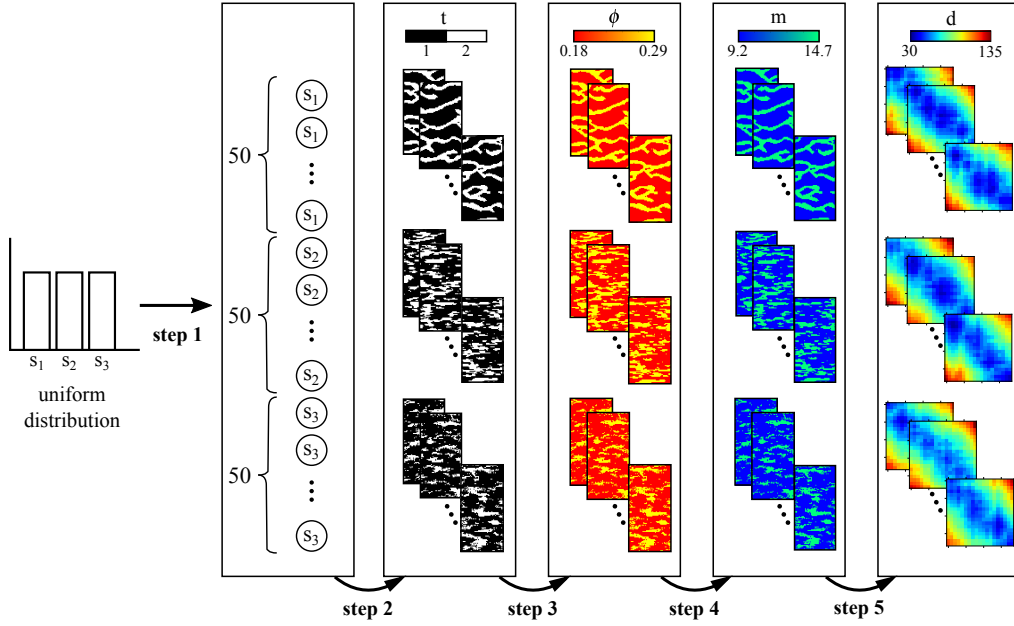 t
1 2
ϕ
0.18 0.29
m
9.2 14.7
d
30 135
50
s1
s1
s1
50
s2
s2
s2
50
s3
s3
s3
s1 s2 s3
uniform
distribution
step 1
step 2
step 3
step 4
step 5